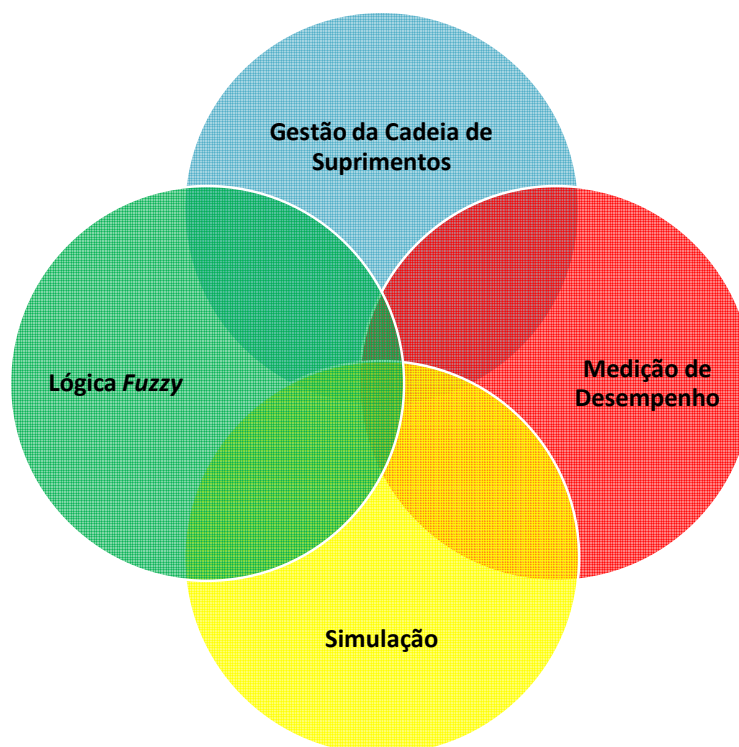 Gestão da Cadeia de
Suprimentos
Lógica Fuzzy
Medição de
Desempenho
Simulação